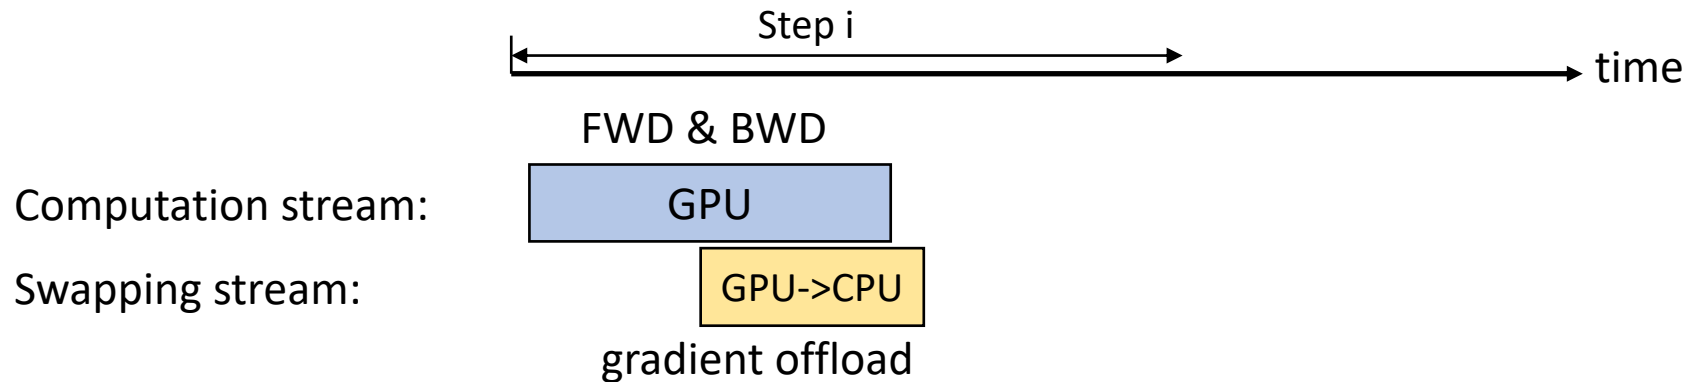 Step i
time
FWD & BWD
Computation stream:
GPU
Swapping stream:
GPU->CPU
gradient offload